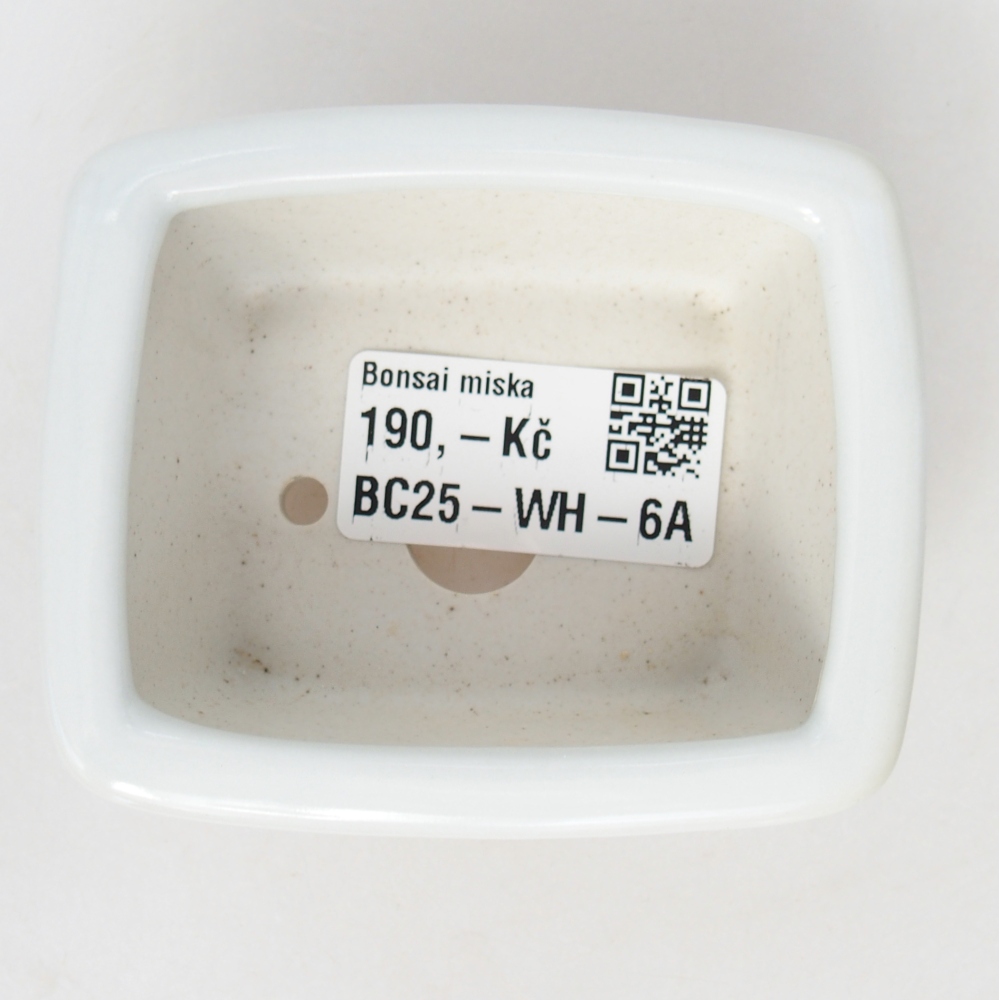 Bonsai miska
190, – Kč
BC25 – WH – 6A